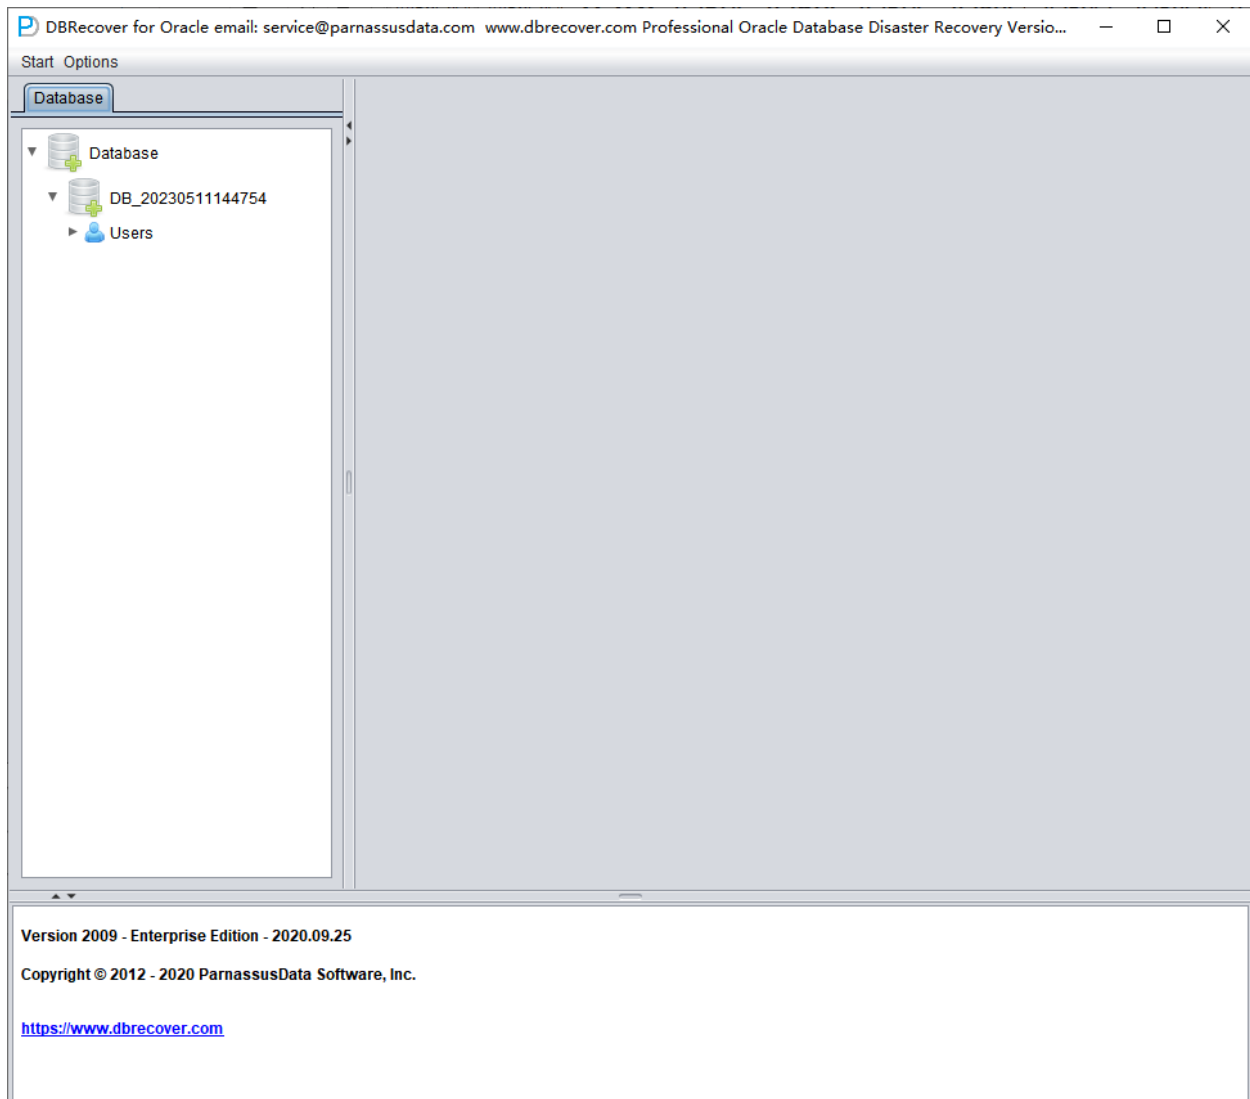 DBRecover for Oracle email: service@parnassusdata.com www.dbrecover.com Professional Oracle Database Disaster Recovery Versio...
Start Options
Database
Database
DB_20230511144754
Users
Version 2009 - Enterprise Edition - 2020.09.25
Copyright © 2012 - 2020 ParnassusData Software, Inc.
https://www.dbrecover.com